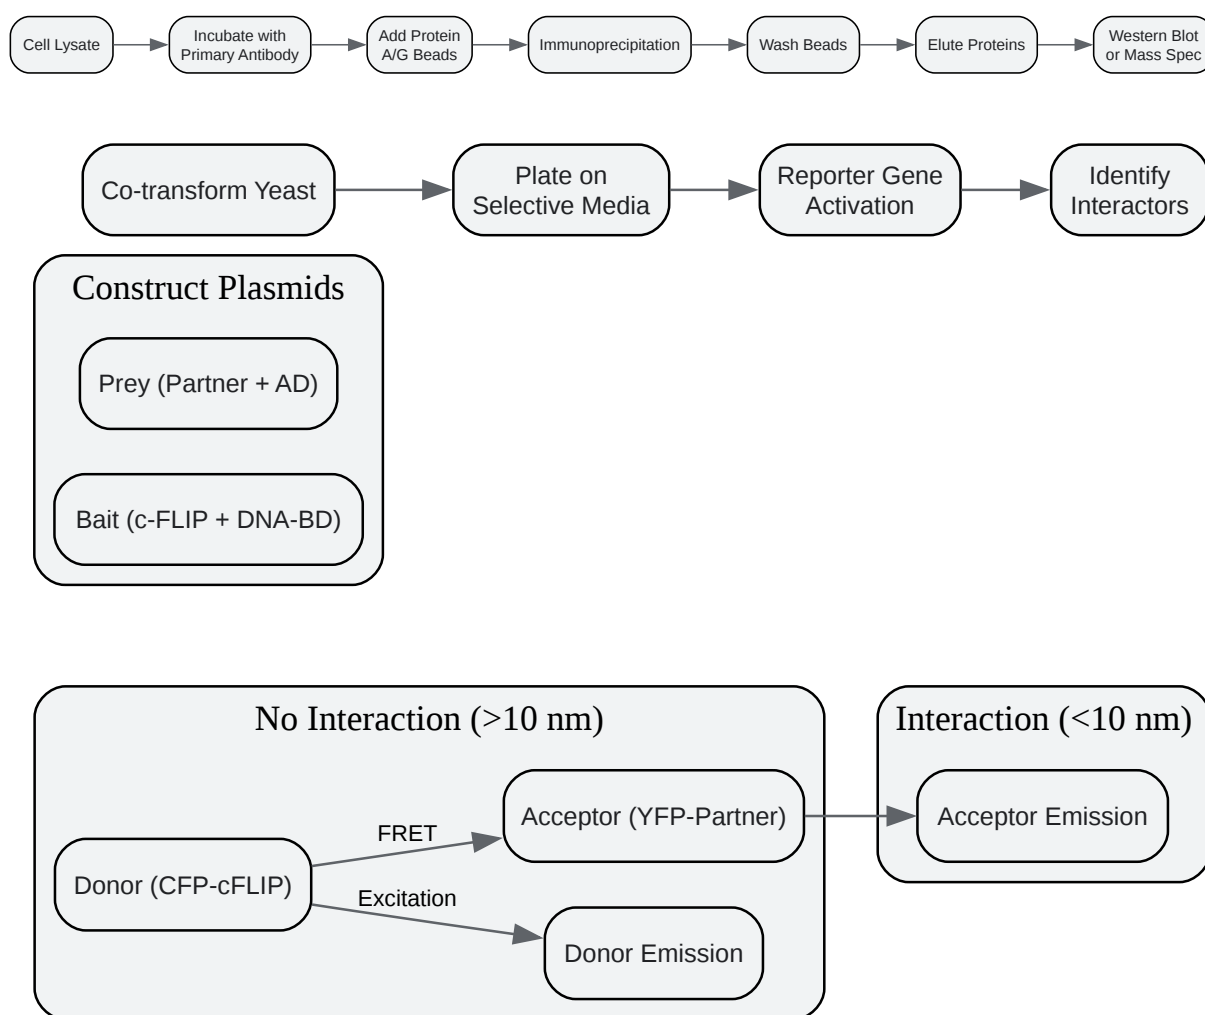 Cell Lysate
Incubate with
Primary Antibody
Add Protein
A/G Beads
Immunoprecipitation
Wash Beads
Elute Proteins
Western Blot
or Mass Spec
Co-transform Yeast
Plate on
Selective Media
Reporter Gene
Activation
Identify
Interactors
Construct Plasmids
Prey (Partner + AD)
Bait (c-FLIP + DNA-BD)
No Interaction (>10 nm)
Donor (CFP-cFLIP)
FRET
Excitation
Acceptor (YFP-Partner)
Donor Emission
Interaction (<10 nm)
Acceptor Emission